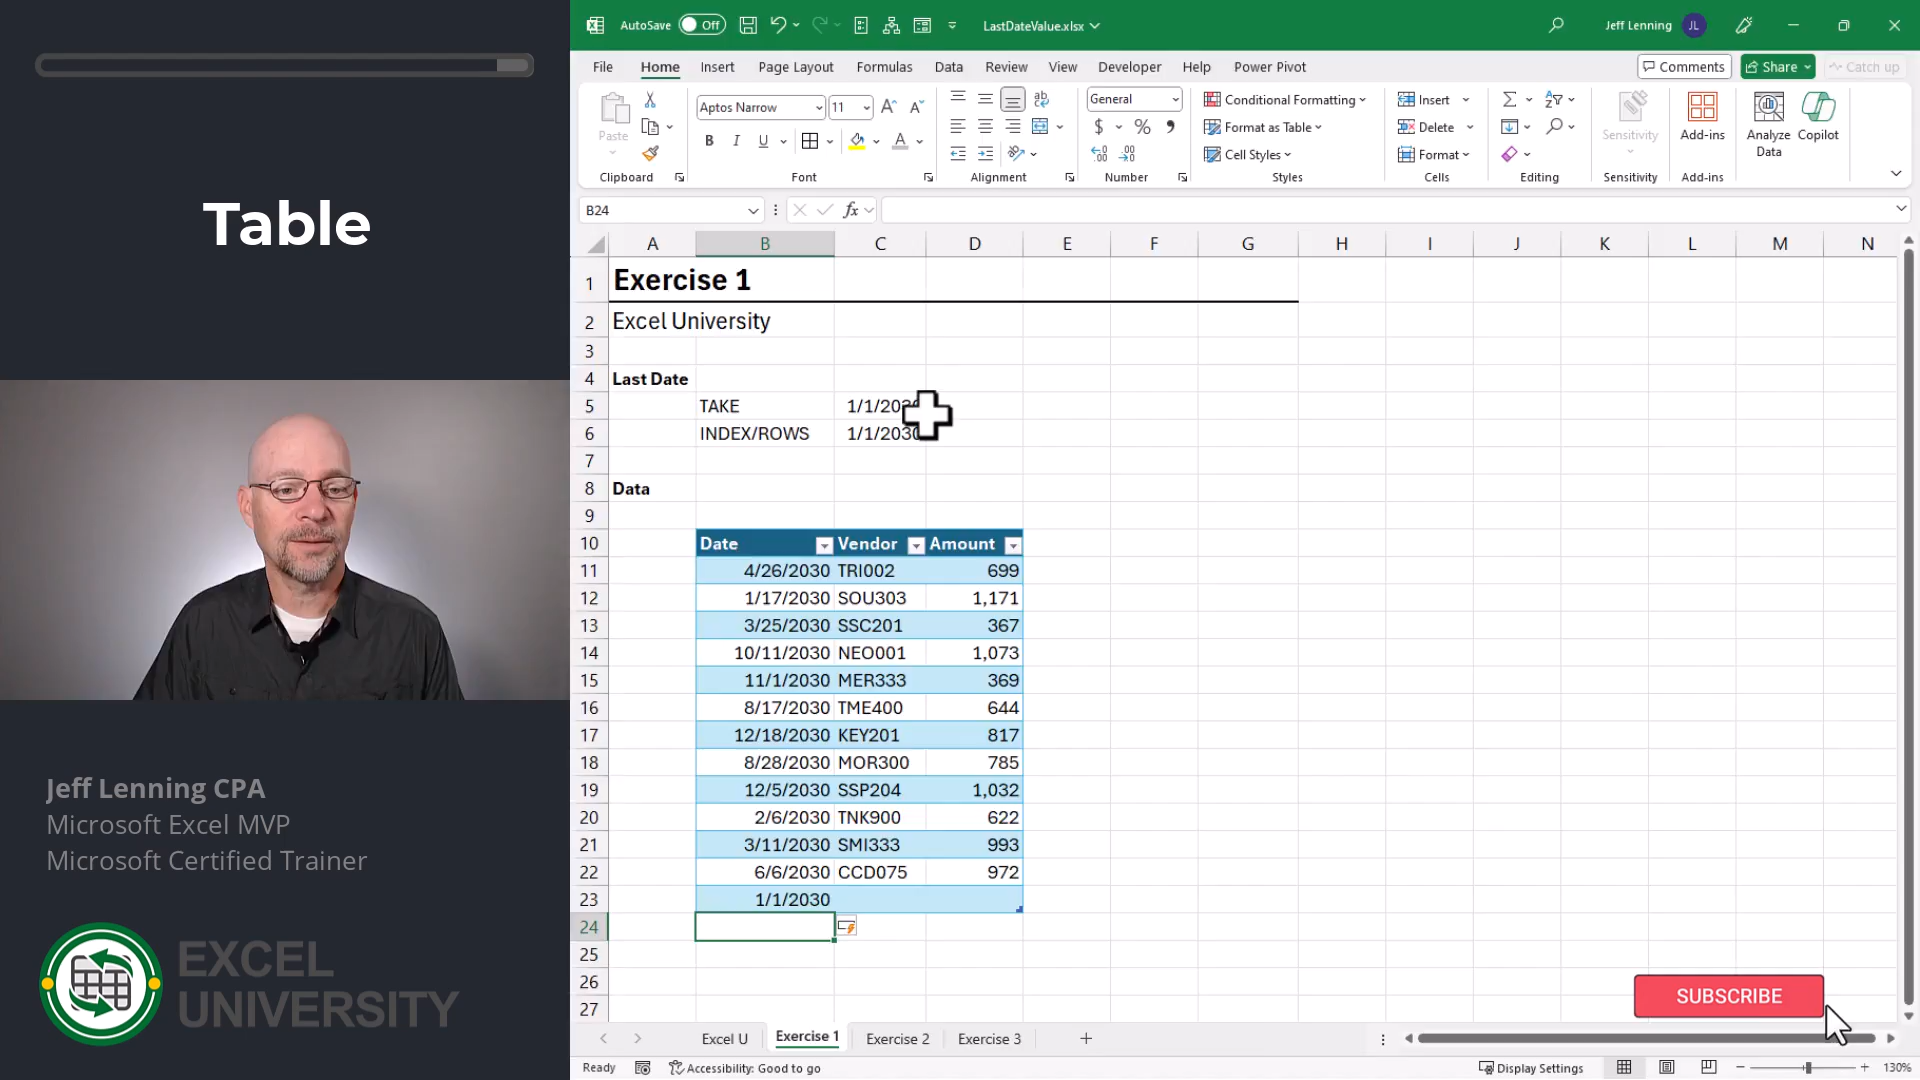 Table
Jeff Lenning CPA
Microsoft Excel MVP
Microsoft Certified Trainer
EXCEL
UNIVERSITY
AutoSave Off LastDateValue.xlsx Jeff Lenning JL
File Home Insert Page Layout Formulas Data Review View Developer Help Power Pivot Comments Share Catch up
Paste
Clipboard
Aptos Narrow 11
B I U
Font
ab
Alignment
General
$ % 9
Number
Conditional Formatting
Format as Table
Cell Styles
Styles
Insert
Delete
Format
Cells
Editing
Sensitivity
Sensitivity
Add-ins
Add-ins
Analyze
Data
Copilot
B24 fx
A B C D E F G H I J K L M N
1 Exercise 1
2 Excel University
3
4 Last Date
5 TAKE 1/1/2030
6 INDEX/ROWS 1/1/2030
7
8 Data
9
10 Date Vendor Amount
11 4/26/2030 TRI002 699
12 1/17/2030 SOU303 1,171
13 3/25/2030 SSC201 367
14 10/11/2030 NEO001 1,073
15 11/1/2030 MER333 369
16 8/17/2030 TME400 644
17 12/18/2030 KEY201 817
18 8/28/2030 MOR300 785
19 12/5/2030 SSP204 1,032
20 2/6/2030 TNK900 622
21 3/11/2030 SMI333 993
22 6/6/2030 CCD075 972
23 1/1/2030
24
25
26
27
SUBSCRIBE
Excel U Exercise 1 Exercise 2 Exercise 3
Ready Accessibility: Good to go Display Settings 130%